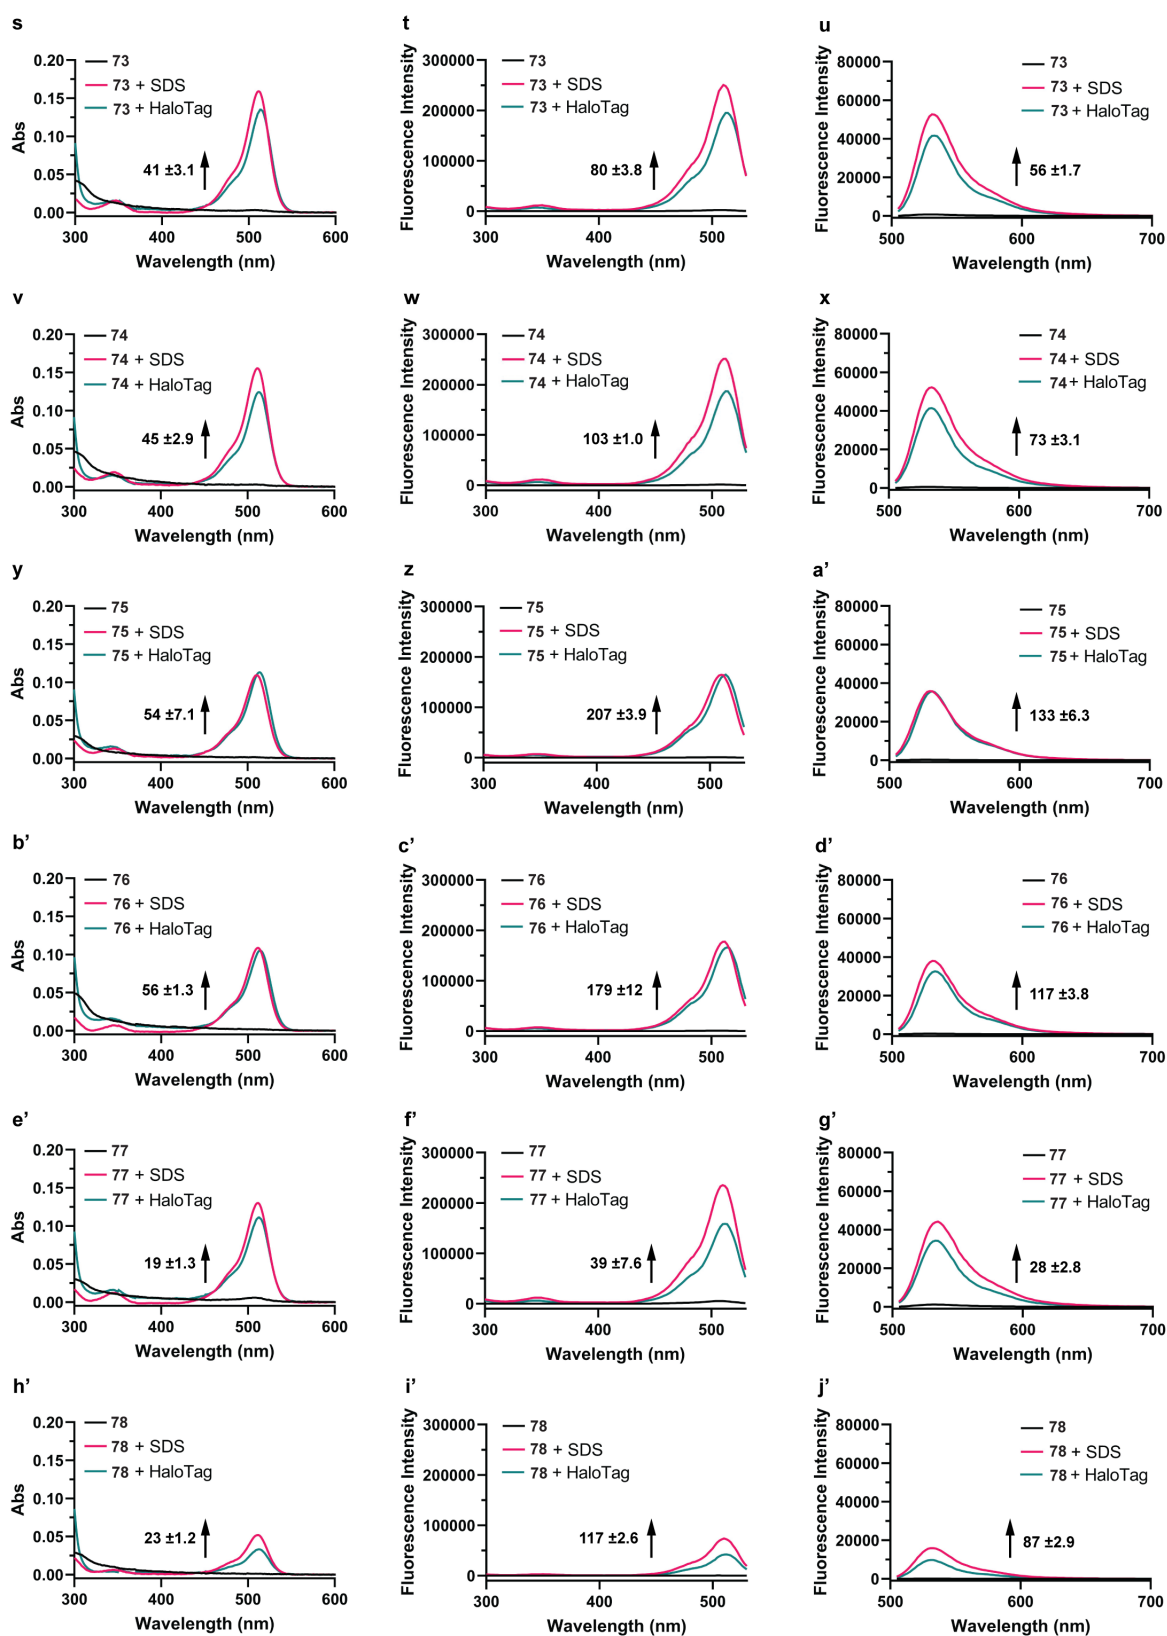 s
73
73 + SDS
73 + HaloTag
41 ±3.1
Abs
0.20
0.15
0.10
0.05
0.00
300 400 500 600
Wavelength (nm)
t
73
73 + SDS
73 + HaloTag
80 ±3.8
Fluorescence Intensity
300000
200000
100000
0
300 400 500
Wavelength (nm)
u
73
73 + SDS
73 + HaloTag
56 ±1.7
Fluorescence Intensity
80000
60000
40000
20000
0
500 600 700
Wavelength (nm)
v
74
74 + SDS
74 + HaloTag
45 ±2.9
Abs
0.20
0.15
0.10
0.05
0.00
300 400 500 600
Wavelength (nm)
w
74
74 + SDS
74 + HaloTag
103 ±1.0
Fluorescence Intensity
300000
200000
100000
0
300 400 500
Wavelength (nm)
x
74
74 + SDS
74 + HaloTag
73 ±3.1
Fluorescence Intensity
80000
60000
40000
20000
0
500 600 700
Wavelength (nm)
y
75
75 + SDS
75 + HaloTag
54 ±7.1
Abs
0.20
0.15
0.10
0.05
0.00
300 400 500 600
Wavelength (nm)
z
75
75 + SDS
75 + HaloTag
207 ±3.9
Fluorescence Intensity
300000
200000
100000
0
300 400 500
Wavelength (nm)
a’
75
75 + SDS
75 + HaloTag
133 ±6.3
Fluorescence Intensity
80000
60000
40000
20000
0
500 600 700
Wavelength (nm)
b’
76
76 + SDS
76 + HaloTag
56 ±1.3
Abs
0.20
0.15
0.10
0.05
0.00
300 400 500 600
Wavelength (nm)
c’
76
76 + SDS
76 + HaloTag
179 ±12
Fluorescence Intensity
300000
200000
100000
0
300 400 500
Wavelength (nm)
d’
76
76 + SDS
76 + HaloTag
117 ±3.8
Fluorescence Intensity
80000
60000
40000
20000
0
500 600 700
Wavelength (nm)
e’
77
77 + SDS
77 + HaloTag
19 ±1.3
Abs
0.20
0.15
0.10
0.05
0.00
300 400 500 600
Wavelength (nm)
f’
77
77 + SDS
77 + HaloTag
39 ±7.6
Fluorescence Intensity
300000
200000
100000
0
300 400 500
Wavelength (nm)
g’
77
77 + SDS
77 + HaloTag
28 ±2.8
Fluorescence Intensity
80000
60000
40000
20000
0
500 600 700
Wavelength (nm)
h’
78
78 + SDS
78 + HaloTag
23 ±1.2
Abs
0.20
0.15
0.10
0.05
0.00
300 400 500 600
Wavelength (nm)
i’
78
78 + SDS
78 + HaloTag
117 ±2.6
Fluorescence Intensity
300000
200000
100000
0
300 400 500
Wavelength (nm)
j’
78
78 + SDS
78 + HaloTag
87 ±2.9
Fluorescence Intensity
80000
60000
40000
20000
0
500 600 700
Wavelength (nm)